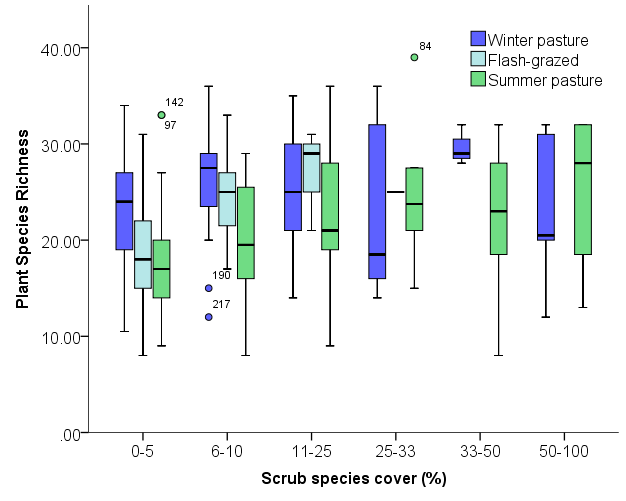 40.00
30.00
20.00
10.00
.00
Plant Species Richness
Winter pasture
Flash-grazed
Summer pasture
142
97
190
217
84
0-5 6-10 11-25 25-33 33-50 50-100
Scrub species cover (%)